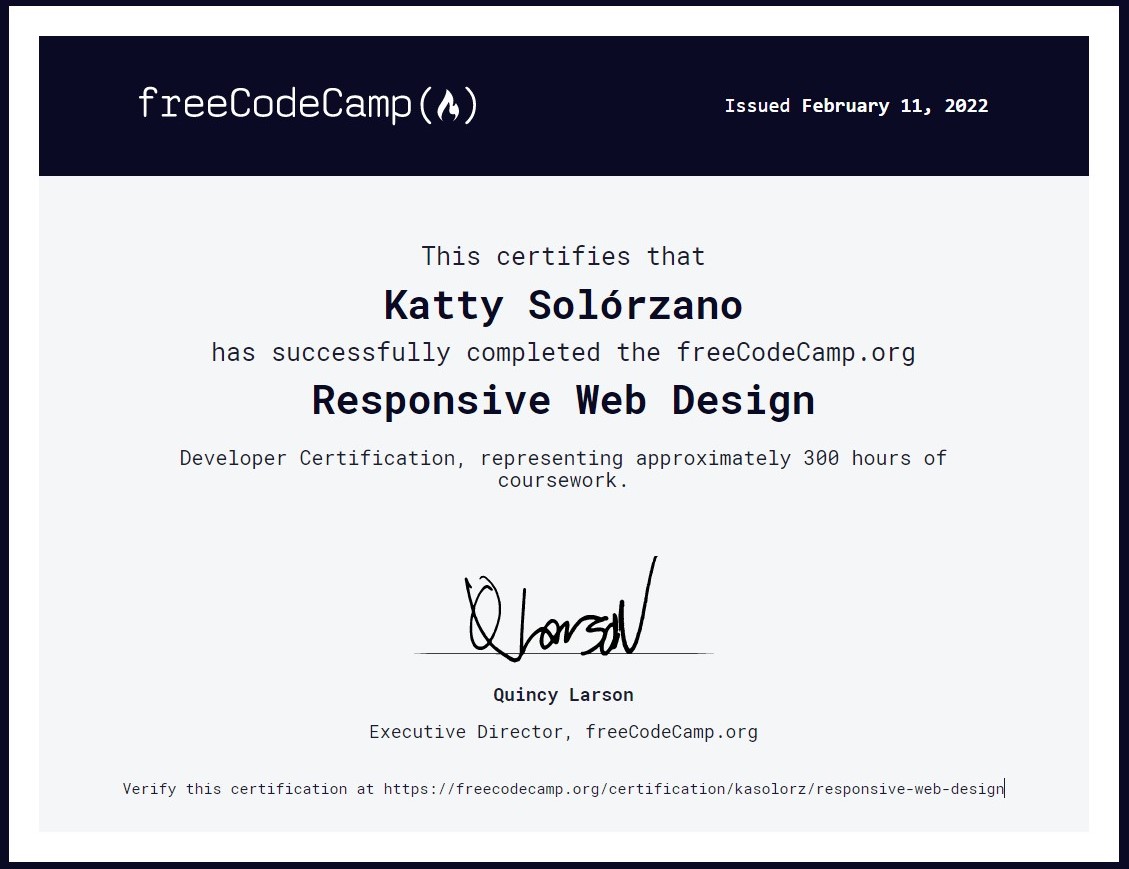 freeCodeCamp(🔥)
Issued February 11, 2022
This certifies that
Katty Solórzano
has successfully completed the freeCodeCamp.org
Responsive Web Design
Developer Certification, representing approximately 300 hours of
coursework.
Q Larson
Quincy Larson
Executive Director, freeCodeCamp.org
Verify this certification at https://freecodecamp.org/certification/kasolorz/responsive-web-design